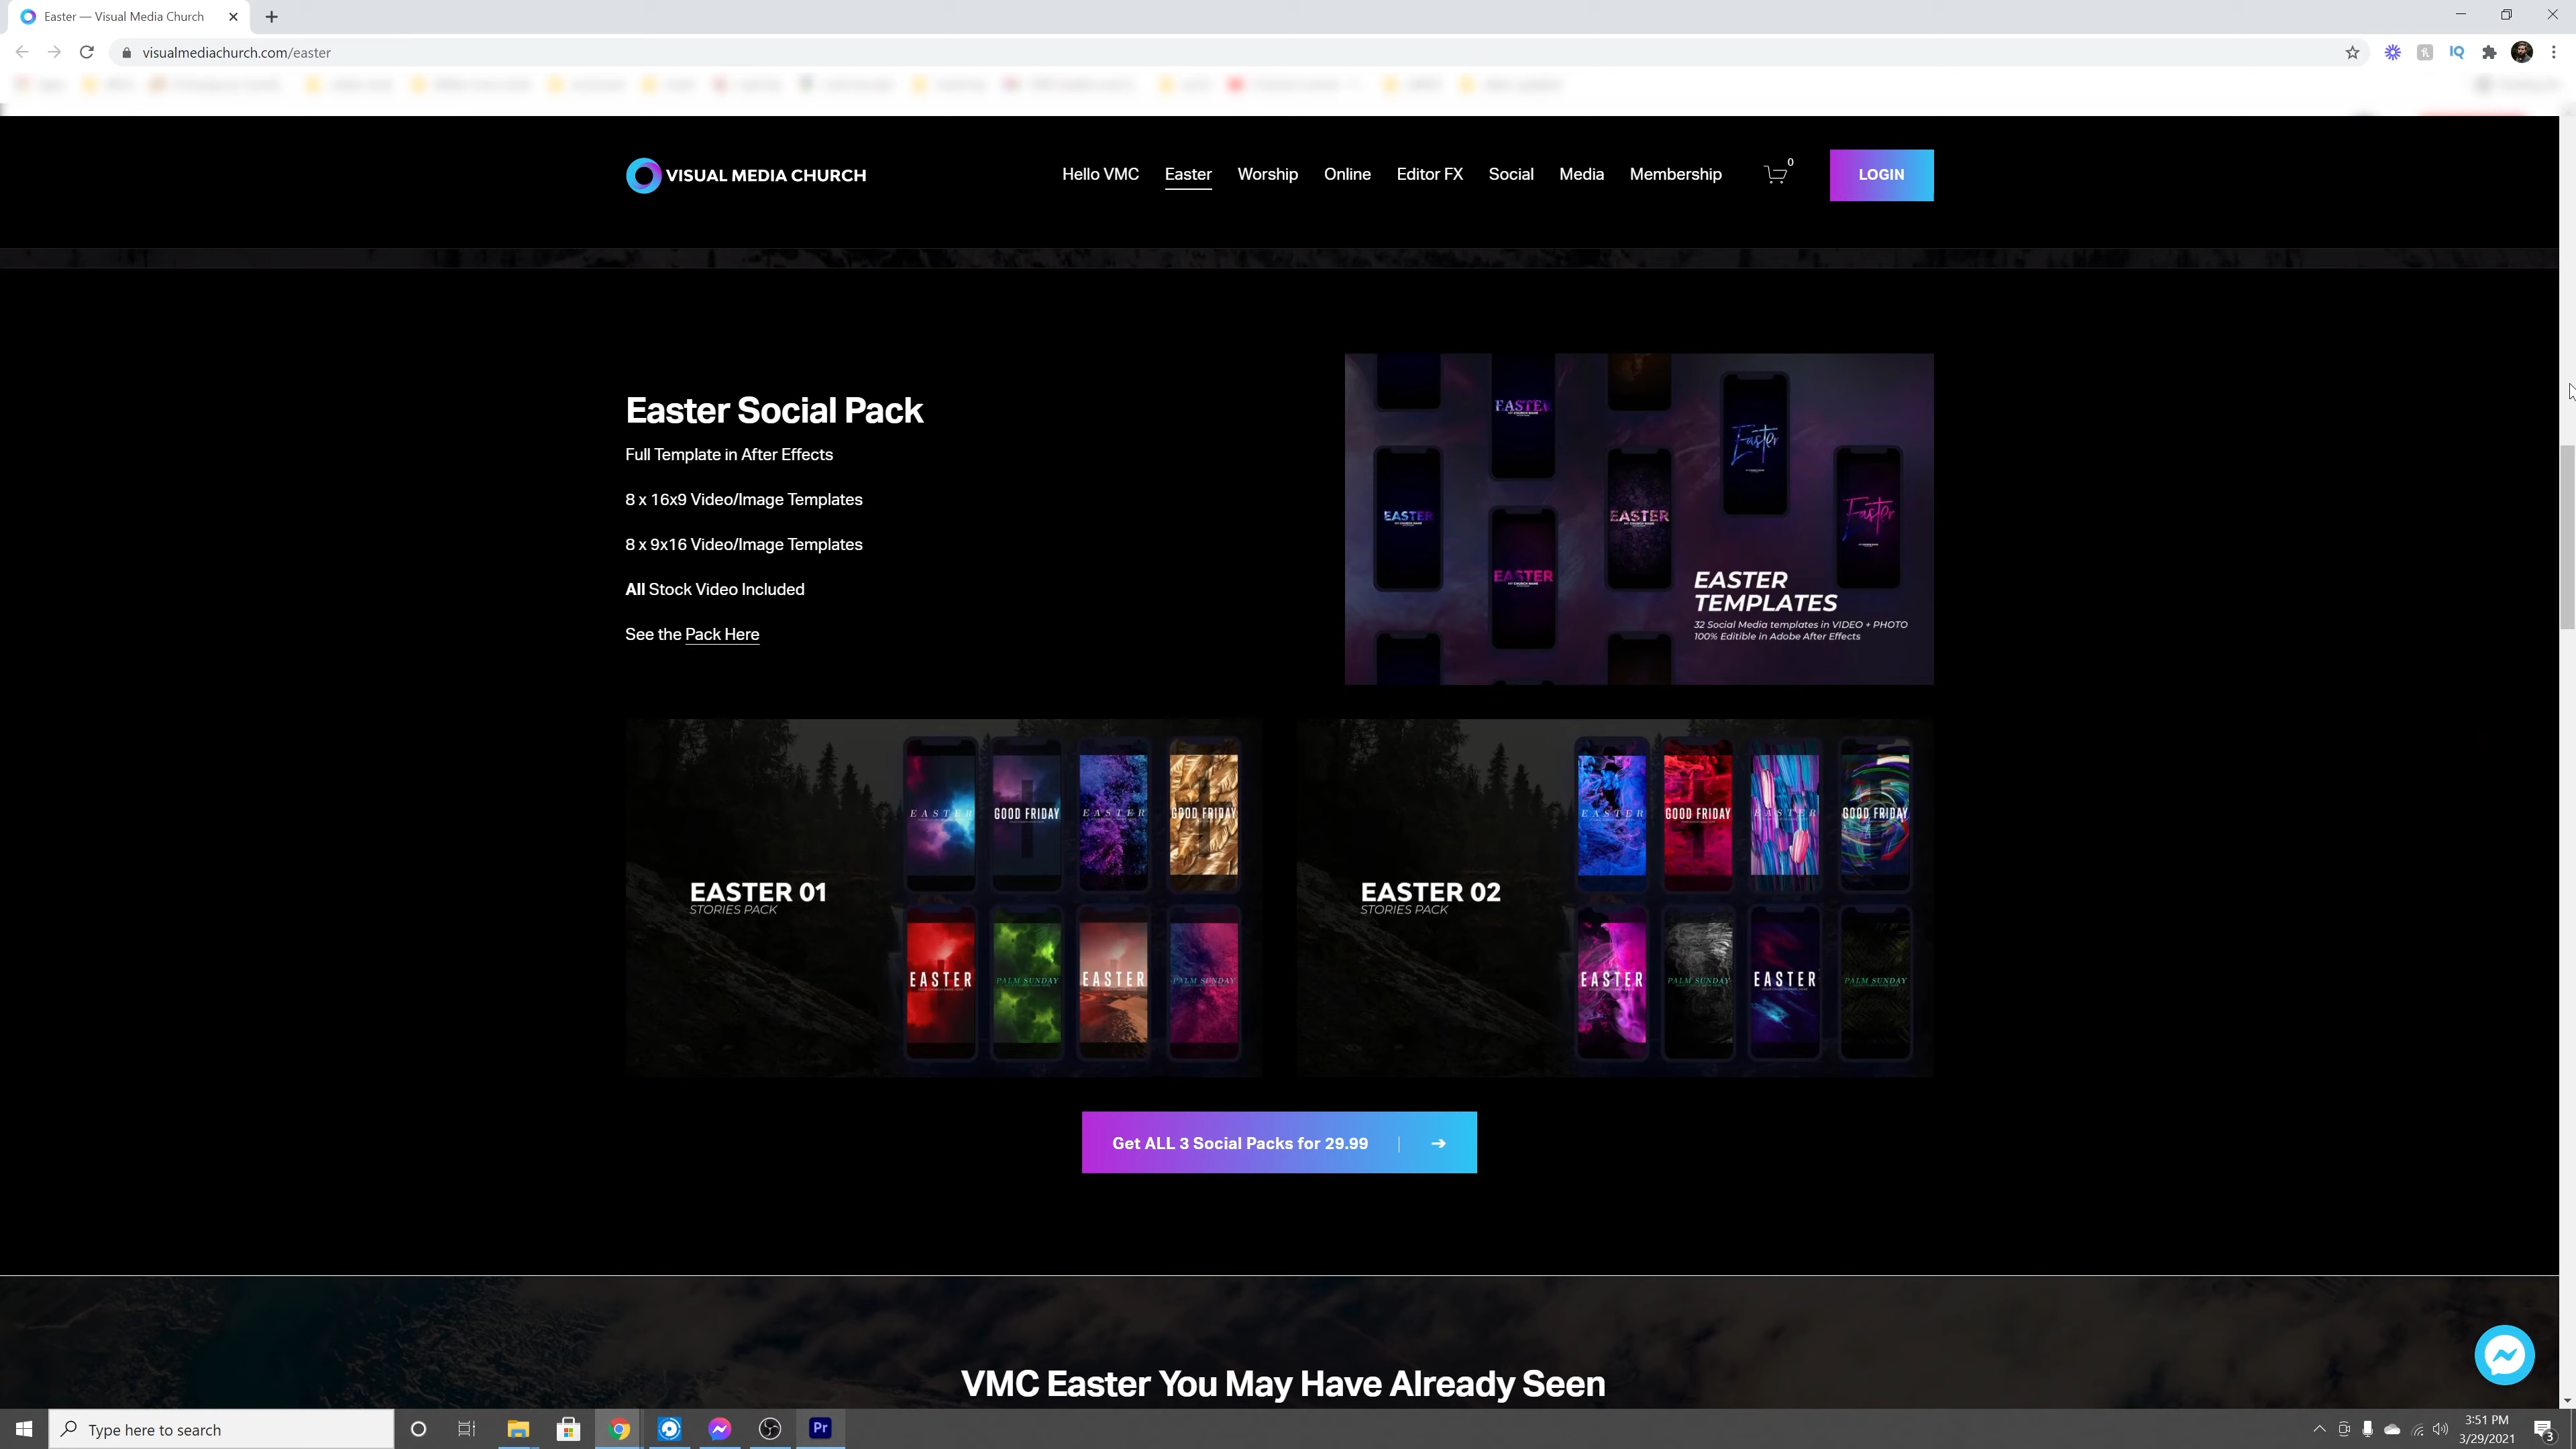 Easter — Visual Media Church
visualmediachurch.com/easter
IQ
VISUAL MEDIA CHURCH
Hello VMC
Easter
Worship
Online
Editor FX
Social
Media
Membership
0
LOGIN
Easter Social Pack
Full Template in After Effects
8 x 16x9 Video/Image Templates
8 x 9x16 Video/Image Templates
All Stock Video Included
See the Pack Here
EASTER
Easter
EASTER
EASTER
Easter
EASTER
EASTER
TEMPLATES
32 Social Media templates in VIDEO + PHOTO
100% Editible in Adobe After Effects
EASTER
GOOD FRIDAY
EASTER
GOOD FRIDAY
EASTER 01
STORIES PACK
EASTER
PALM SUNDAY
EASTER
PALM SUNDAY
EASTER
GOOD FRIDAY
EASTER
GOOD FRIDAY
EASTER 02
STORIES PACK
EASTER
PALM SUNDAY
EASTER
PALM SUNDAY
Get ALL 3 Social Packs for 29.99
VMC Easter You May Have Already Seen
Type here to search
Pr
3:51 PM
3/29/2021
3